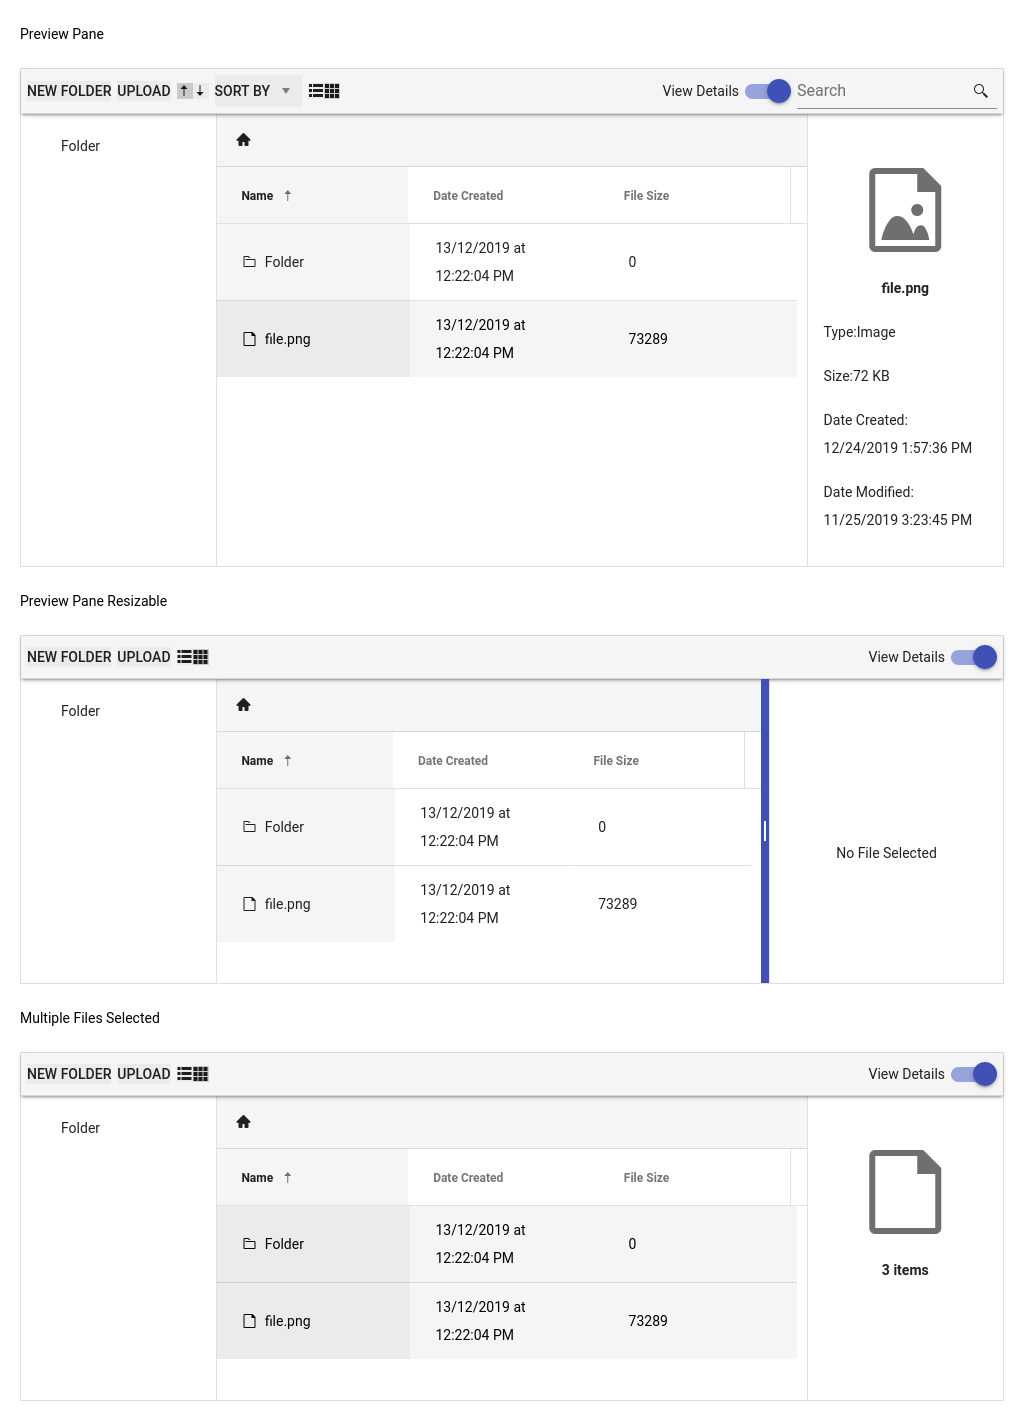 Preview Pane
NEW FOLDER UPLOAD SORT BY View Details Search
Folder
Name Date Created File Size
Folder 13/12/2019 at 12:22:04 PM 0
file.png 13/12/2019 at 12:22:04 PM 73289
file.png
Type:Image
Size:72 KB
Date Created:
12/24/2019 1:57:36 PM
Date Modified:
11/25/2019 3:23:45 PM
Preview Pane Resizable
NEW FOLDER UPLOAD View Details
Folder
Name Date Created File Size
Folder 13/12/2019 at 12:22:04 PM 0
file.png 13/12/2019 at 12:22:04 PM 73289
No File Selected
Multiple Files Selected
NEW FOLDER UPLOAD View Details
Folder
Name Date Created File Size
Folder 13/12/2019 at 12:22:04 PM 0
file.png 13/12/2019 at 12:22:04 PM 73289
3 items